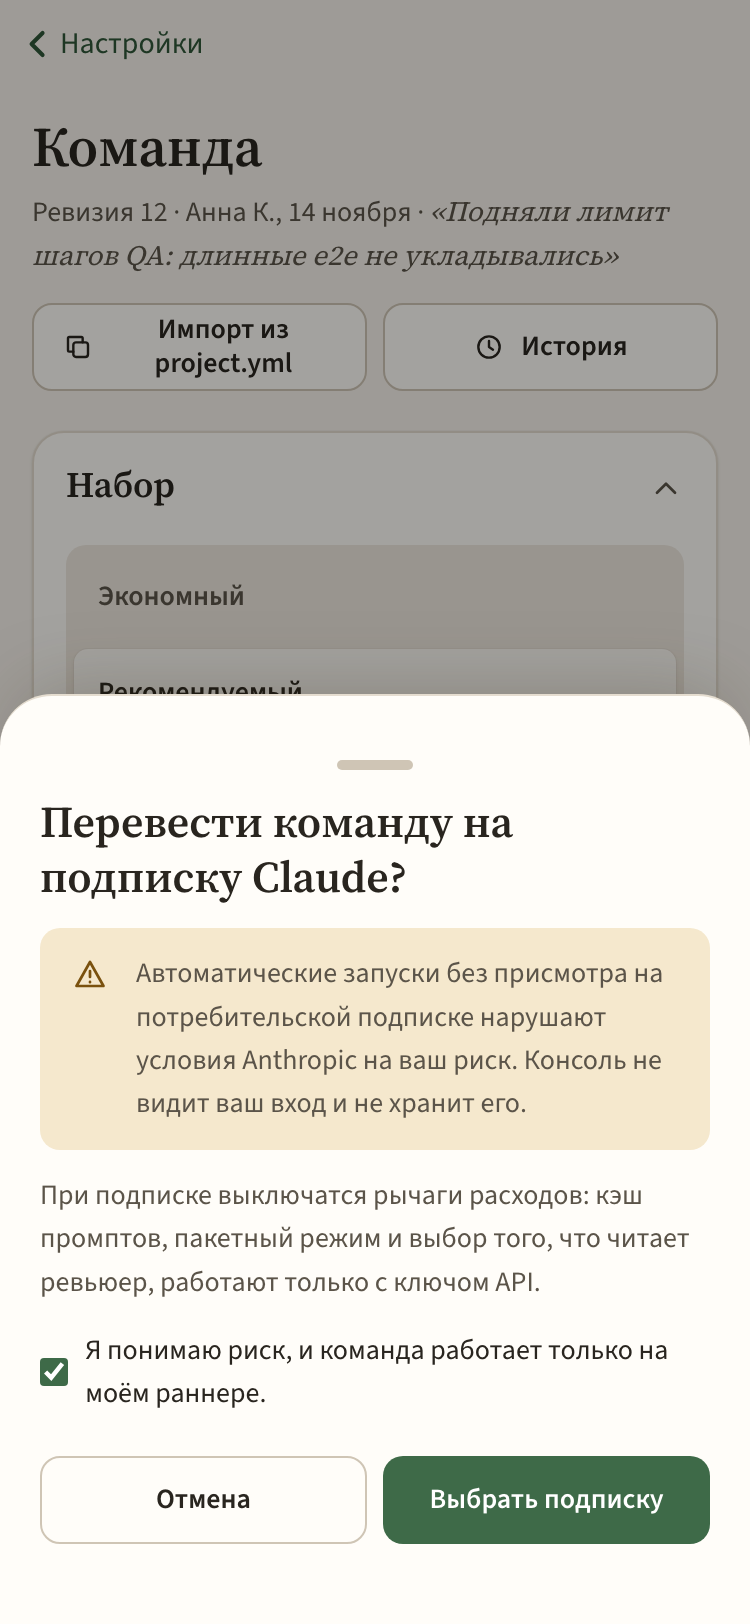 Настройки
Команда
Ревизия 12 · Анна К., 14 ноября · «Подняли лимит
шагов QA: длинные e2e не укладывались»
Импорт из
project.yml
История
Набор
Экономный
Рекомендуемый
Перевести команду на
подписку Claude?
Автоматические запуски без присмотра на
потребительской подписке нарушают
условия Anthropic на ваш риск. Консоль не
видит ваш вход и не хранит его.
При подписке выключатся рычаги расходов: кэш
промптов, пакетный режим и выбор того, что читает
ревьюер, работают только с ключом API.
Я понимаю риск, и команда работает только на
моём раннере.
Отмена
Выбрать подписку